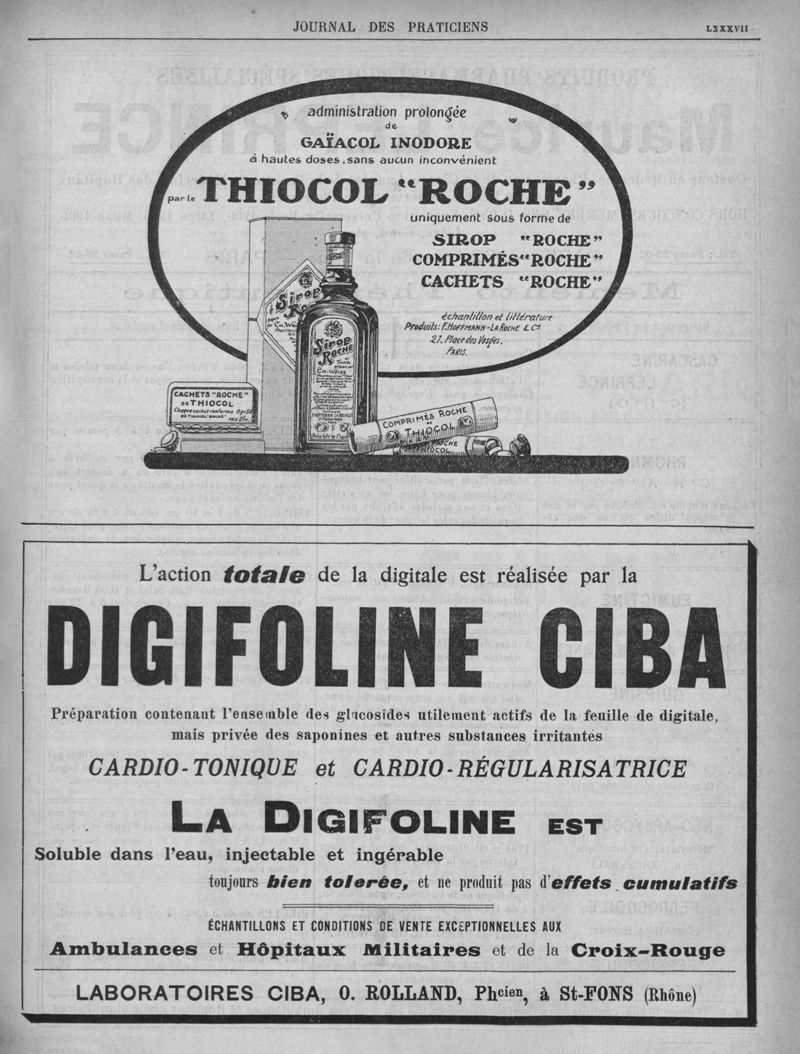 JOURNAL DES PRATICIENS LXXXVII
administration prolongée
de
GAÏACOL INODORE
à hautes doses, sans aucun inconvénient
par le THIOCOL "ROCHE"
uniquement sous forme de
SIROP "ROCHE"
COMPRIMÉS "ROCHE"
CACHETS "ROCHE"
échantillon et littérature
Produits: F. HOFFMANN-LA ROCHE & Cie
21, Place des Vosges,
PARIS.
Sirop
Roche
Sirop
ROCHE
CACHETS "ROCHE"
DE THIOCOL
COMPRIMÉS ROCHE
"THIOCOL"
THIOCOL
L'action totale de la digitale est réalisée par la
DIGIFOLINE CIBA
Préparation contenant l'ensemble des glucosides utilement actifs de la feuille de digitale,
mais privée des saponines et autres substances irritantes
CARDIO-TONIQUE et CARDIO-RÉGULARISATRICE
LA DIGIFOLINE EST
Soluble dans l'eau, injectable et ingérable
toujours bien tolerée, et ne produit pas d'effets cumulatifs
ÉCHANTILLONS ET CONDITIONS DE VENTE EXCEPTIONNELLES AUX
Ambulances et Hôpitaux Militaires et de la Croix-Rouge
LABORATOIRES CIBA, O. ROLLAND, Phcien, à St-FONS (Rhône)